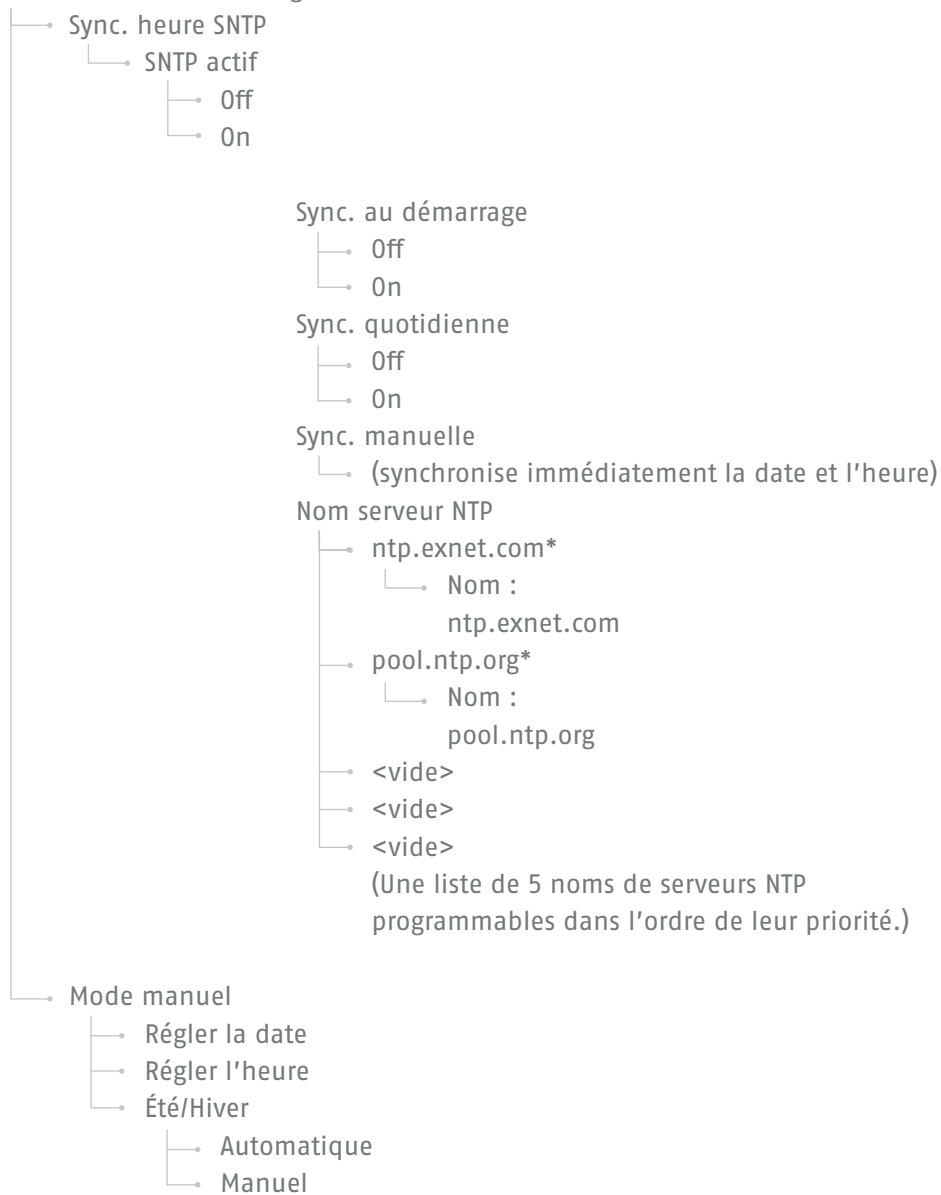 Sync. heure SNTP
SNTP actif
Off
On
Sync. au démarrage
Off
On
Sync. quotidienne
Off
On
Sync. manuelle
(synchronise immédiatement la date et l'heure)
Nom serveur NTP
ntp.exnet.com*
Nom :
ntp.exnet.com
pool.ntp.org*
Nom :
pool.ntp.org
<vide>
<vide>
<vide>
(Une liste de 5 noms de serveurs NTP
programmables dans l'ordre de leur priorité.)
Mode manuel
Régler la date
Régler l'heure
Été/Hiver
Automatique
Manuel